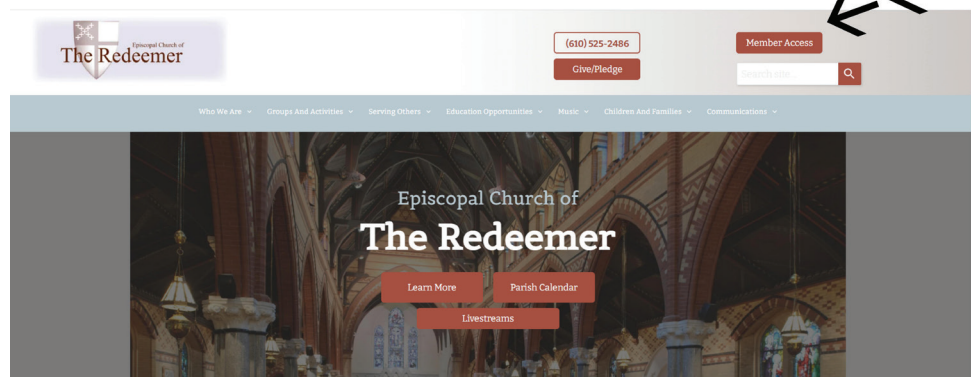 Episcopal Church of
The Redeemer
(610) 525-2486
Give/Pledge
Member Access
Search site ...
Who We Are
Groups And Activities
Serving Others
Education Opportunities
Music
Children And Families
Communications
Episcopal Church of
The Redeemer
Learn More
Parish Calendar
Livestreams